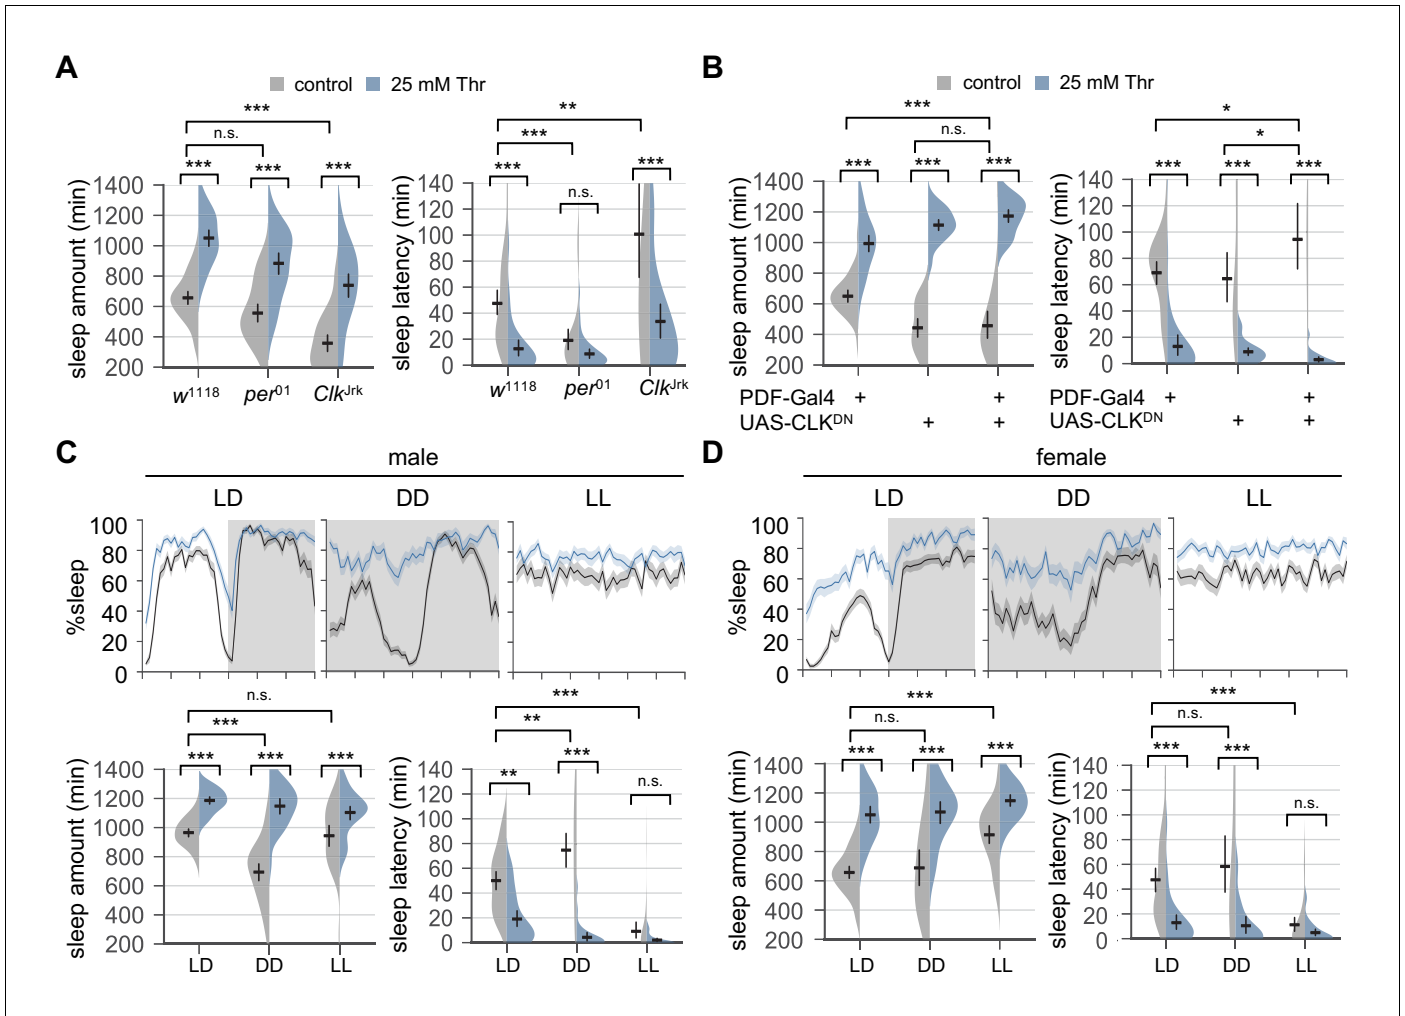 A
control 25 mM Thr
***
n.s.
*** *** ***
sleep amount (min)
1400
1200
1000
800
600
400
200
w1118 per01 ClkJrk
**
***
*** n.s. ***
sleep latency (min)
140
120
100
80
60
40
20
0
w1118 per01 ClkJrk
B
control 25 mM Thr
***
n.s.
*** *** ***
sleep amount (min)
1400
1200
1000
800
600
400
200
PDF-Gal4 + +
UAS-CLKDN + +
*
*
*** *** ***
sleep latency (min)
140
120
100
80
60
40
20
0
PDF-Gal4 + +
UAS-CLKDN + +
C
male
LD DD LL
%sleep
100
80
60
40
20
0
n.s.
***
*** *** ***
sleep amount (min)
1400
1200
1000
800
600
400
200
LD DD LL
***
**
** *** n.s.
sleep latency (min)
140
120
100
80
60
40
20
0
LD DD LL
D
female
LD DD LL
%sleep
100
80
60
40
20
0
***
n.s.
*** *** ***
sleep amount (min)
1400
1200
1000
800
600
400
200
LD DD LL
***
n.s.
*** *** n.s.
sleep latency (min)
140
120
100
80
60
40
20
0
LD DD LL